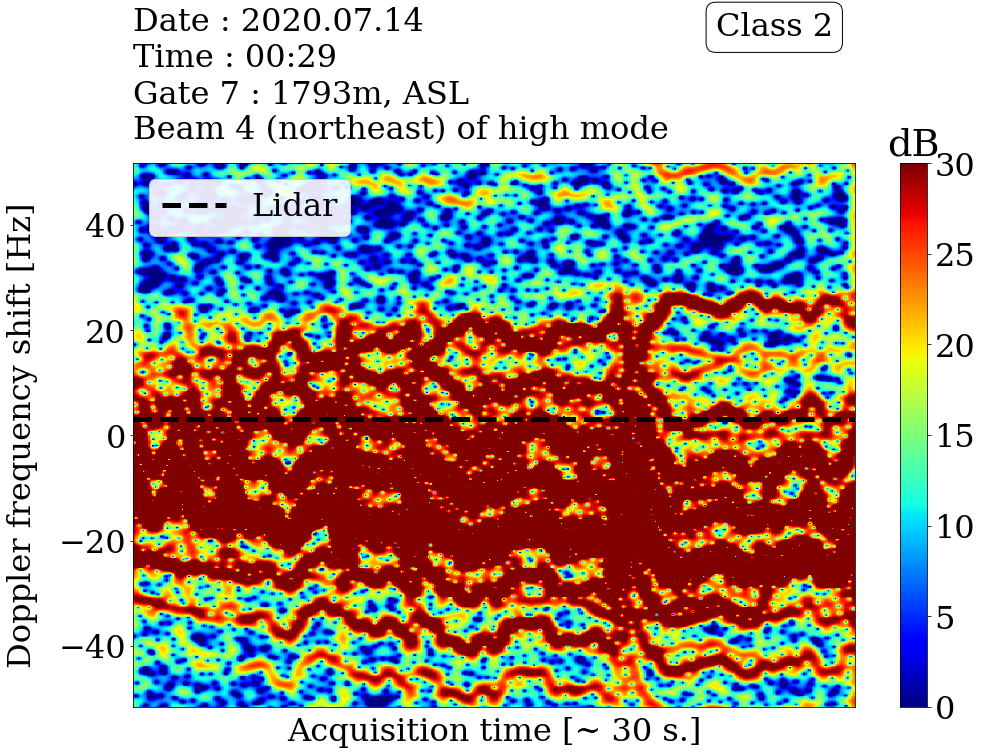 Date : 2020.07.14
Time : 00:29
Gate 7 : 1793m, ASL
Beam 4 (northeast) of high mode
Class 2
dB
Lidar
Doppler frequency shift [Hz]
40
20
0
−20
−40
30
25
20
15
10
5
0
Acquisition time [~ 30 s.]